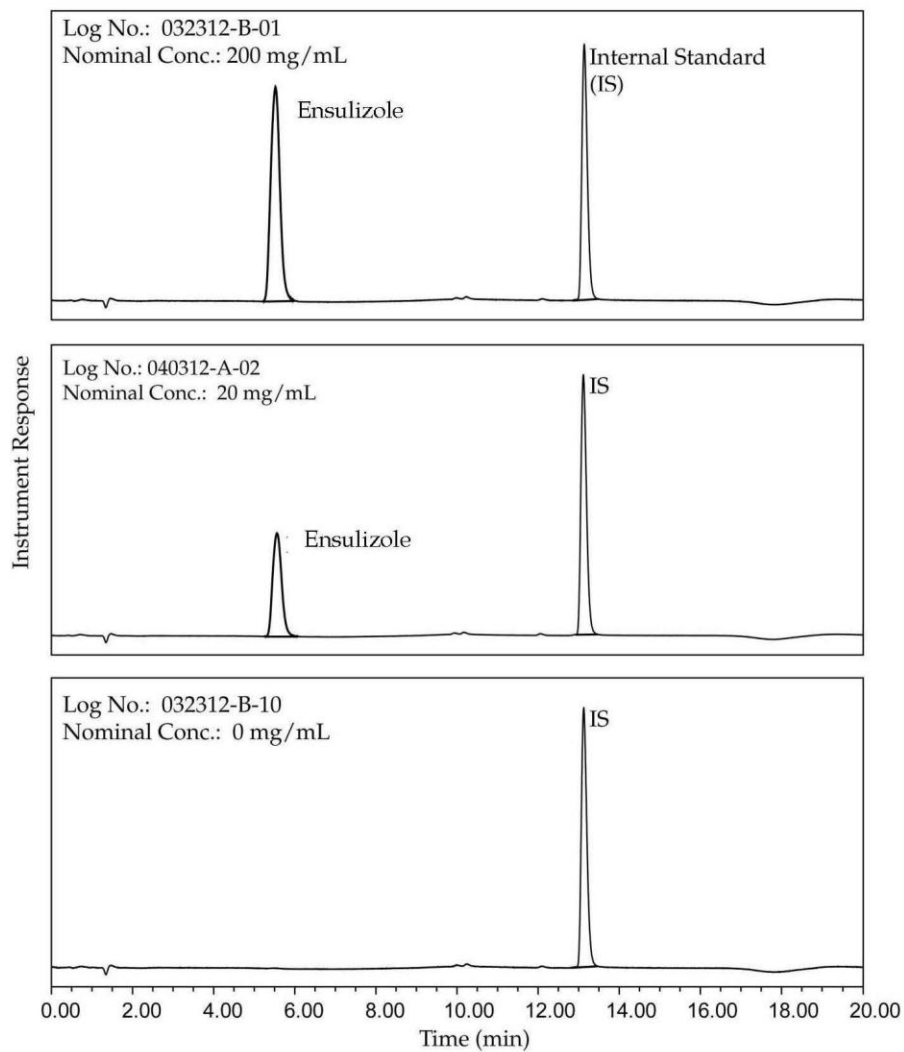 Log No.: 032312-B-01
Nominal Conc.: 200 mg/mL
Ensulizole
Internal Standard
(IS)
Log No.: 040312-A-02
Nominal Conc.: 20 mg/mL
IS
Ensulizole
Log No.: 032312-B-10
Nominal Conc.: 0 mg/mL
IS
Instrument Response
0.00 2.00 4.00 6.00 8.00 10.00 12.00 14.00 16.00 18.00 20.00
Time (min)